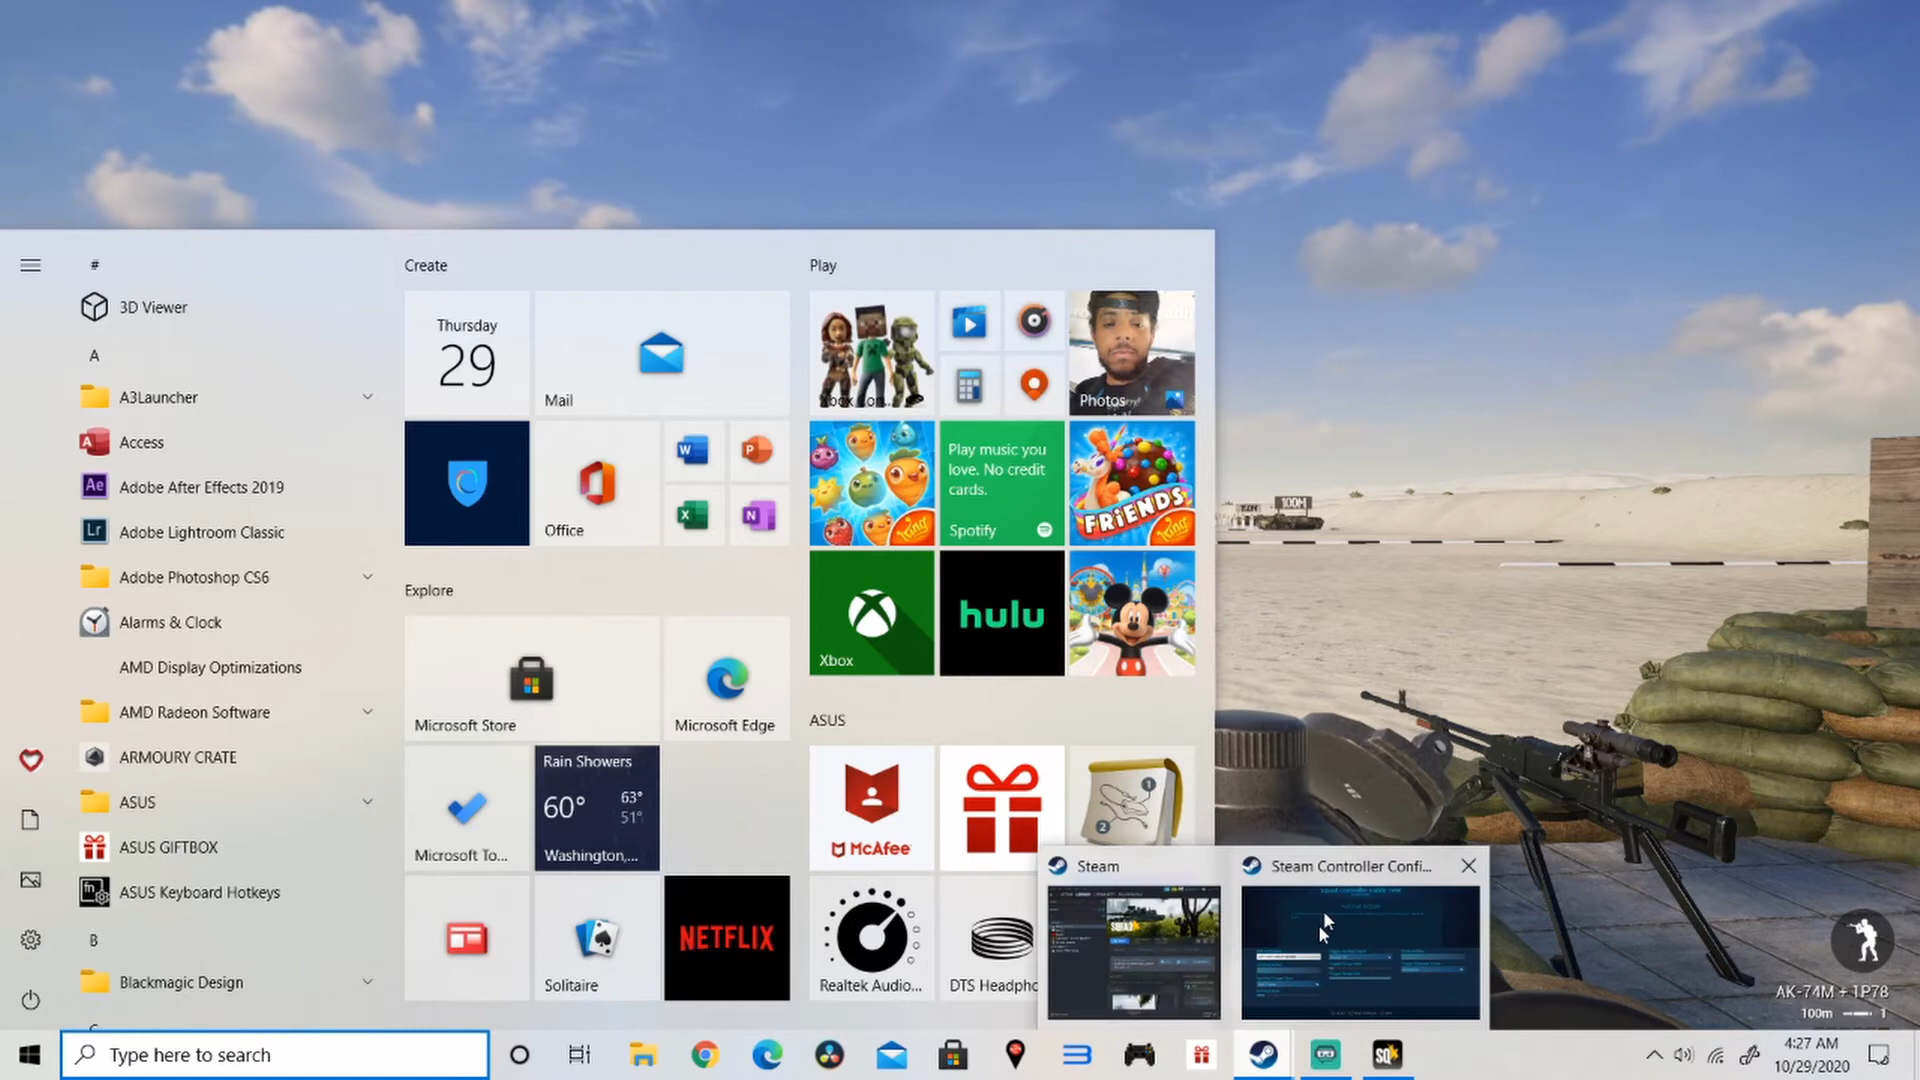 #
3D Viewer
A
A3Launcher
Access
Adobe After Effects 2019
Adobe Lightroom Classic
Adobe Photoshop CS6
Alarms & Clock
AMD Display Optimizations
AMD Radeon Software
ARMOURY CRATE
ASUS
ASUS GIFTBOX
ASUS Keyboard Hotkeys
B
Blackmagic Design
Create
Thursday
29
Mail
Office
Explore
Microsoft Store
Microsoft Edge
Microsoft To...
Rain Showers
60°
63°
51°
Washington,...
Solitaire
NETFLIX
Play
Photos
Play music you
love. No credit
cards.
Spotify
king
FRIENDS
king
Xbox
hulu
ASUS
McAfee
Realtek Audio...
DTS Headpho
Steam
Steam Controller Confi...
100M
AK-74M + 1P78
100m
1
Type here to search
4:27 AM
10/29/2020